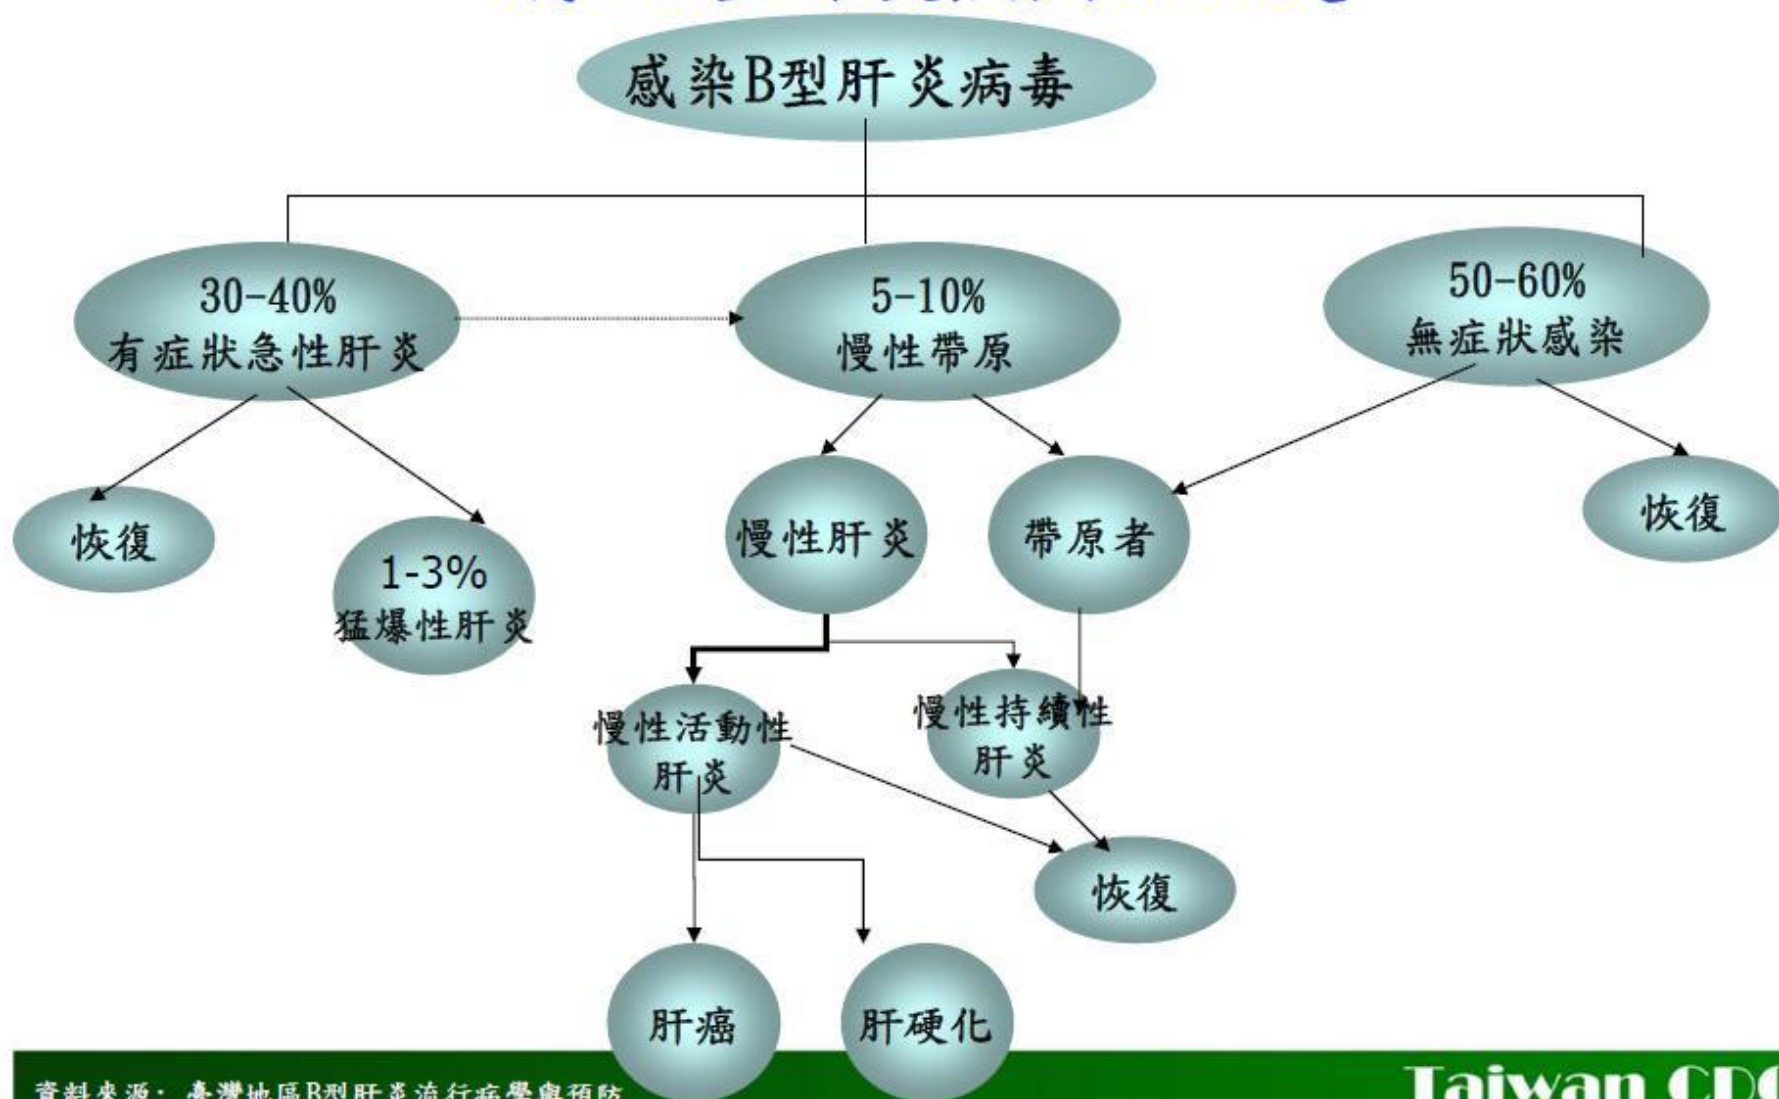 感染B型肝炎病毒
30-40%
有症狀急性肝炎
5-10%
慢性帶原
50-60%
無症狀感染
恢復
1-3%
猛爆性肝炎
慢性肝炎
帶原者
恢復
慢性活動性
肝炎
慢性持續性
肝炎
恢復
肝癌
肝硬化
資料來源: 臺灣地區B型肝炎流行病學與預防
Taiwan CDC